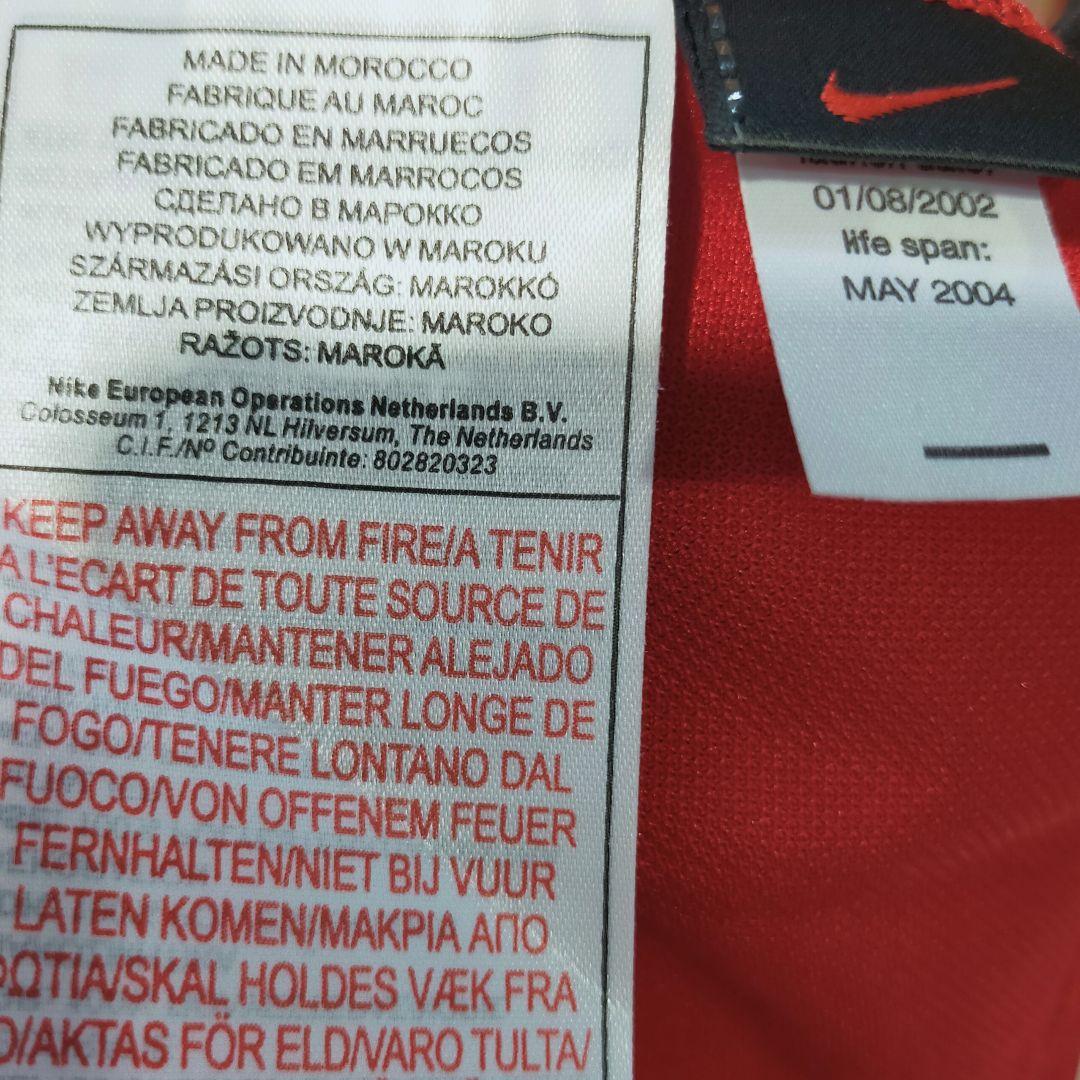 MADE IN MOROCCO
FABRIQUE AU MAROC
FABRICADO EN MARRUECOS
FABRICADO EM MARROCOS
СДЕЛАНО В МАРОККО
WYPRODUKOWANO W MAROKU
SZÁRMAZÁSI ORSZÁG: MAROKKÓ
ZEMLJA PROIZVODNJE: MAROKO
RAŽOTS: MAROKĀ
Nike European Operations Netherlands B.V.
Colosseum 1, 1213 NL Hilversum, The Netherlands
C.I.F./Nº Contribuinte: 802820323
KEEP AWAY FROM FIRE/A TENIR
A L'ECART DE TOUTE SOURCE DE
CHALEUR/MANTENER ALEJADO
DEL FUEGO/MANTER LONGE DE
FOGO/TENERE LONTANO DAL
FUOCO/VON OFFENEM FEUER
FERNHALTEN/NIET BIJ VUUR
LATEN KOMEN/ΜΑΚΡΙΑ ΑΠΟ
ΦΩΤΙΑ/SKAL HOLDES VÆK FRA
/AKTAS FÖR ELD/VARO TULTA/
01/08/2002
life span:
MAY 2004